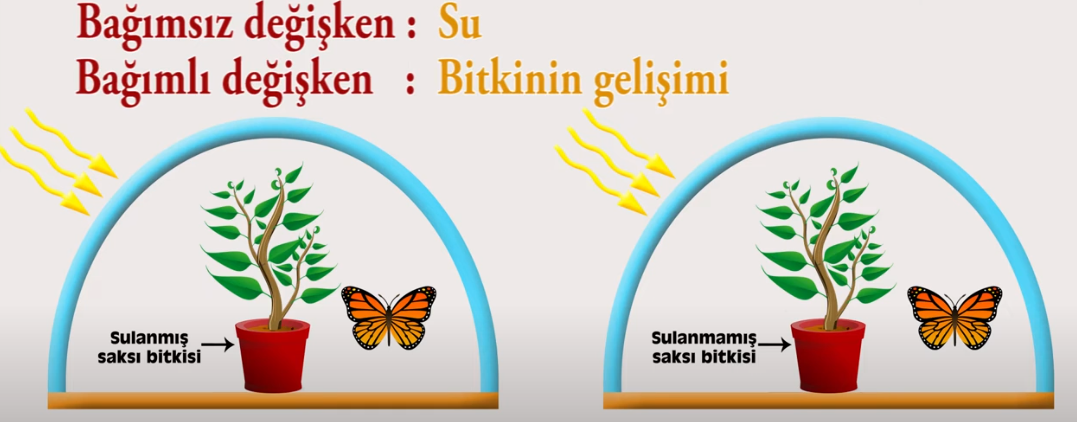 Bağımsız değişken : Su
Bağımlı değişken : Bitkinin gelişimi
Sulanmış
saksı bitkisi
Sulanmamış
saksı bitkisi